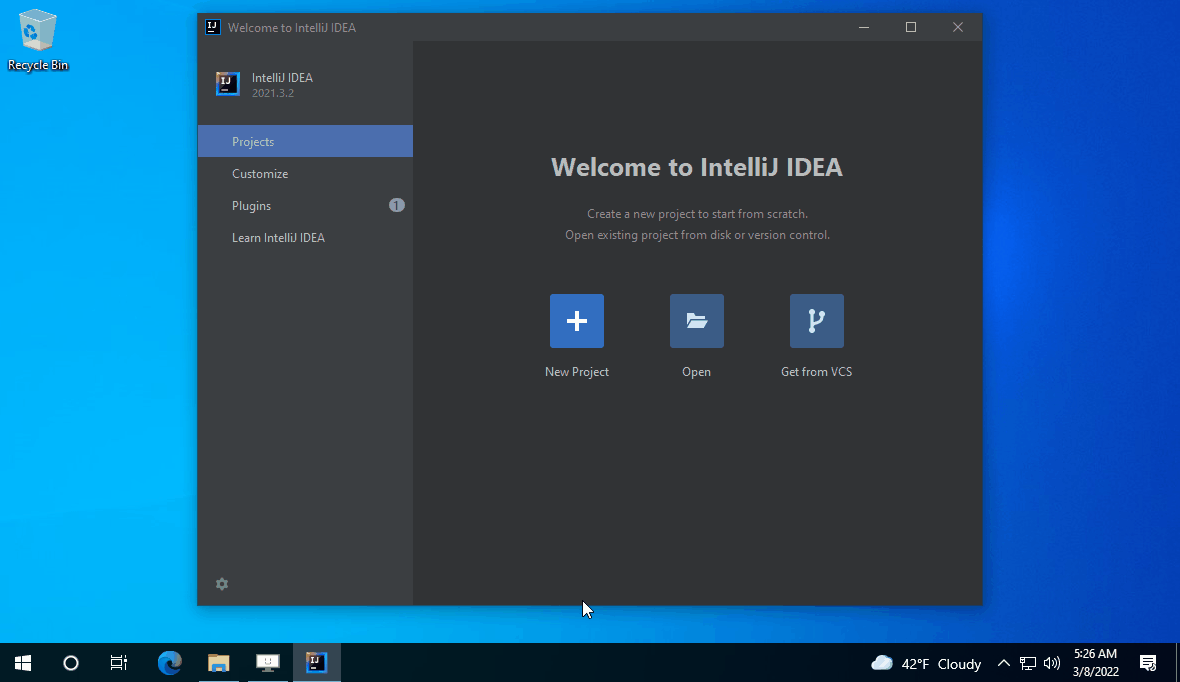 Recycle Bin
IJ Welcome to IntelliJ IDEA
IJ
IntelliJ IDEA
2021.3.2
Projects
Customize
Plugins 1
Learn IntelliJ IDEA
Welcome to IntelliJ IDEA
Create a new project to start from scratch.
Open existing project from disk or version control.
New Project Open Get from VCS
IJ
42°F Cloudy
5:26 AM
3/8/2022